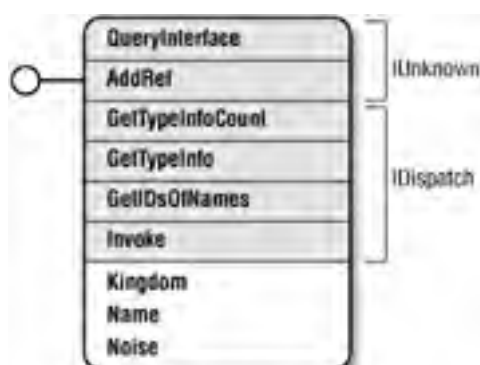 QueryInterface
AddRef
IUnknown
GetTypeInfoCount
GetTypeInfo
GetIDsOfNames
Invoke
IDispatch
Kingdom
Name
Noise